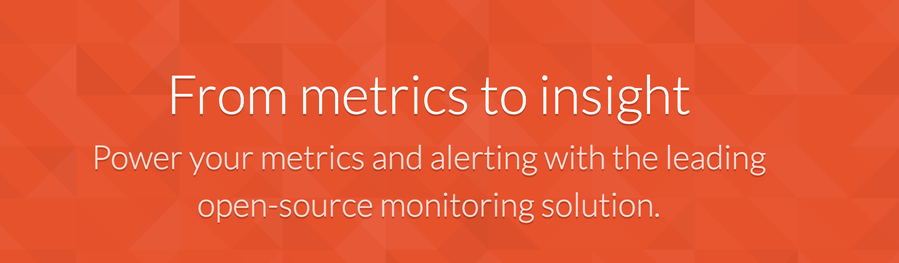 From metrics to insight
Power your metrics and alerting with the leading
open-source monitoring solution.